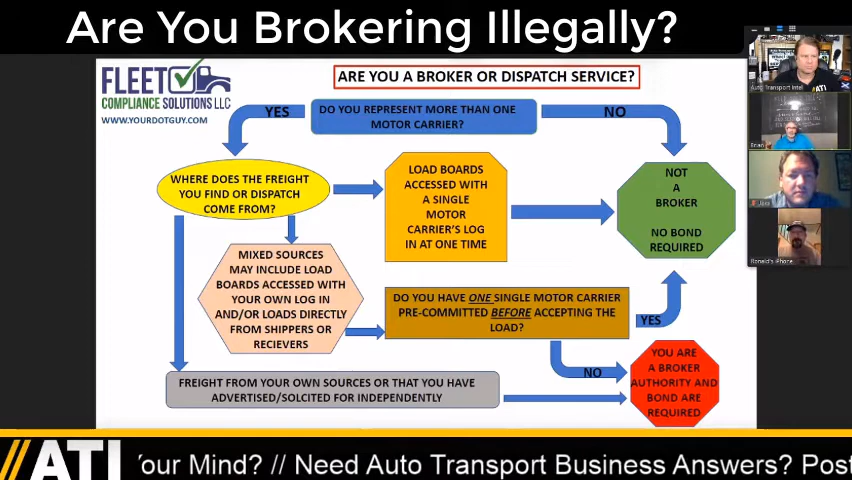 Are You Brokering Illegally?
FLEET
COMPLIANCE SOLUTIONS LLC
WWW.YOURDOTGUY.COM
ARE YOU A BROKER OR DISPATCH SERVICE?
YES
DO YOU REPRESENT MORE THAN ONE
MOTOR CARRIER?
NO
WHERE DOES THE FREIGHT
YOU FIND OR DISPATCH
COME FROM?
LOAD BOARDS
ACCESSED WITH
A SINGLE
MOTOR
CARRIER'S LOG
IN AT ONE TIME
NOT
A
BROKER
NO BOND
REQUIRED
MIXED SOURCES
MAY INCLUDE LOAD
BOARDS ACCESSED WITH
YOUR OWN LOG IN
AND/OR LOADS DIRECTLY
FROM SHIPPERS OR
RECIEVERS
DO YOU HAVE ONE SINGLE MOTOR CARRIER
PRE-COMMITTED BEFORE ACCEPTING THE
LOAD?
YES
NO
YOU ARE
A BROKER
AUTHORITY AND
BOND ARE
REQUIRED
FREIGHT FROM YOUR OWN SOURCES OR THAT YOU HAVE
ADVERTISED/SOLCITED FOR INDEPENDENTLY
Auto Transport Intel
ATI
Brian
Ronald's iPhone
//ATI
Your Mind? // Need Auto Transport Business Answers? Post